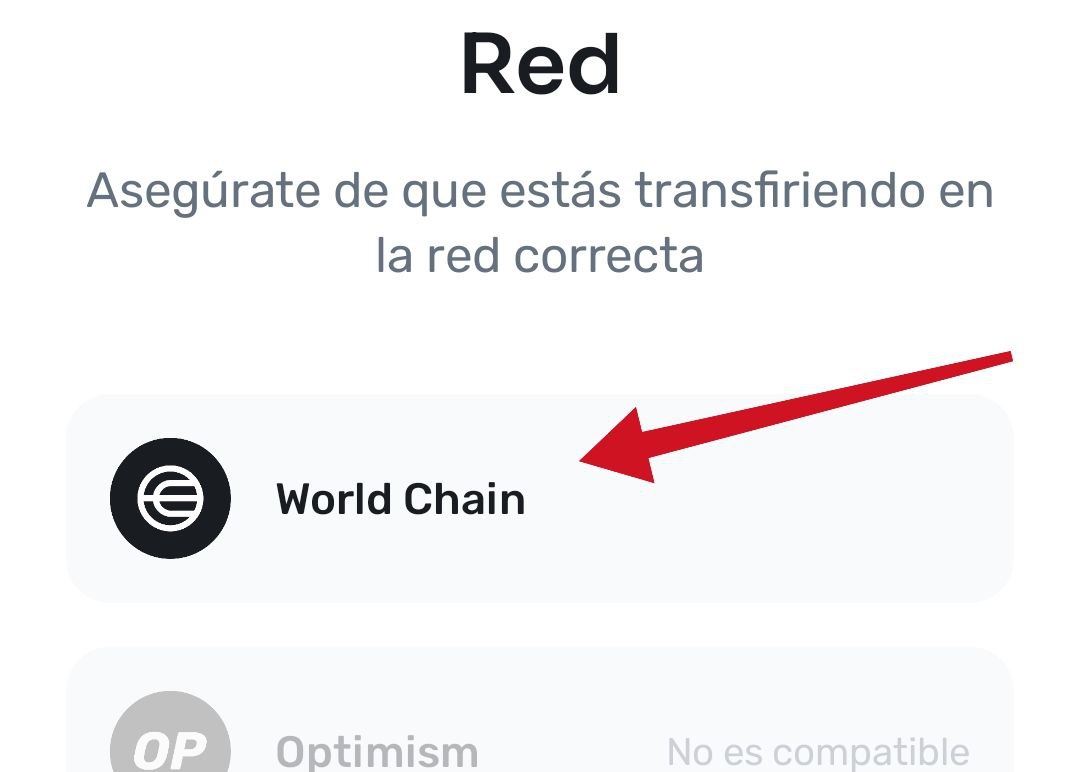 Red
Asegúrate de que estás transfiriendo en
la red correcta
World Chain
OP
Optimism
No es compatible